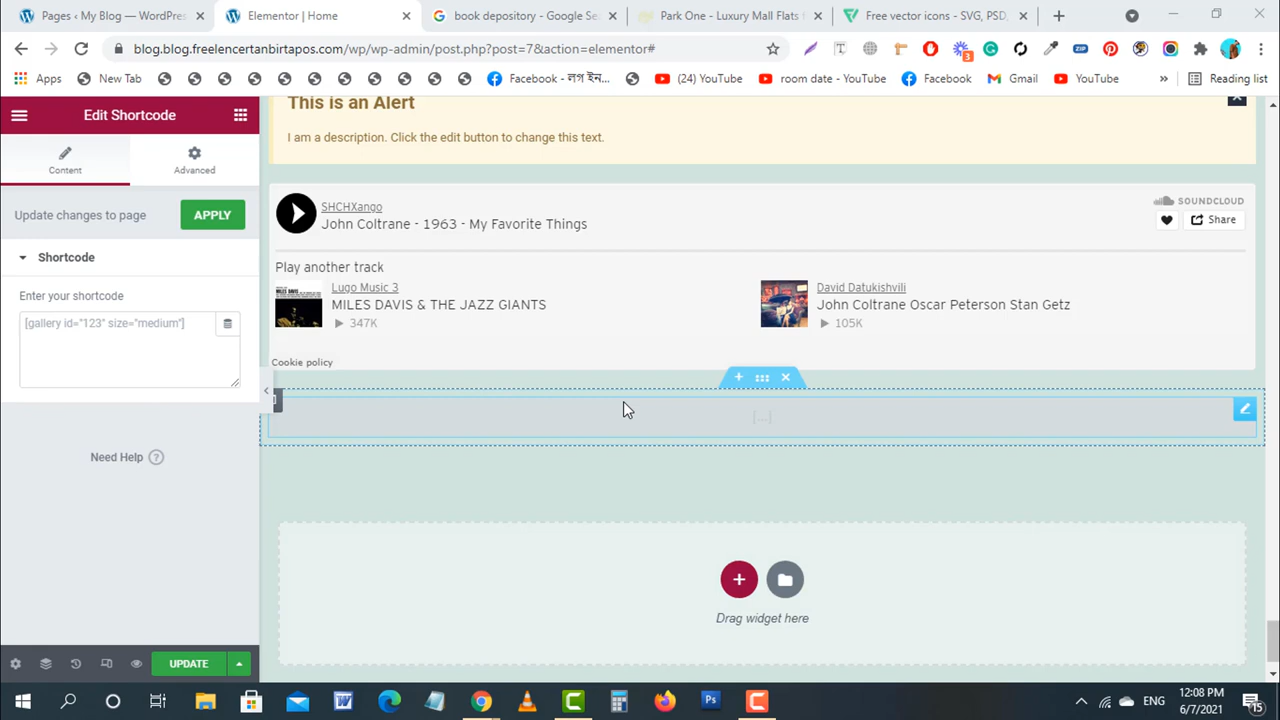 Pages ‹ My Blog — WordPres
Elementor | Home
book depository - Google Se
Park One - Luxury Mall Flats f
Free vector icons - SVG, PSD,
blog.blog.freelencertanbirtapos.com/wp/wp-admin/post.php?post=7&action=elementor#
3
ZIP
Apps
New Tab
Facebook - লগ ইন...
(24) YouTube
room date - YouTube
Facebook
Gmail
YouTube
»
Reading list
Edit Shortcode
Content
Advanced
Update changes to page
APPLY
Shortcode
Enter your shortcode
[gallery id="123" size="medium"]
Need Help
UPDATE
This is an Alert
I am a description. Click the edit button to change this text.
SHCHXango
John Coltrane - 1963 - My Favorite Things
SOUNDCLOUD
Share
Play another track
Lugo Music 3
MILES DAVIS & THE JAZZ GIANTS
347K
David Datukishvili
John Coltrane Oscar Peterson Stan Getz
105K
Cookie policy
[...]
Drag widget here
ENG
12:08 PM
6/7/2021
15